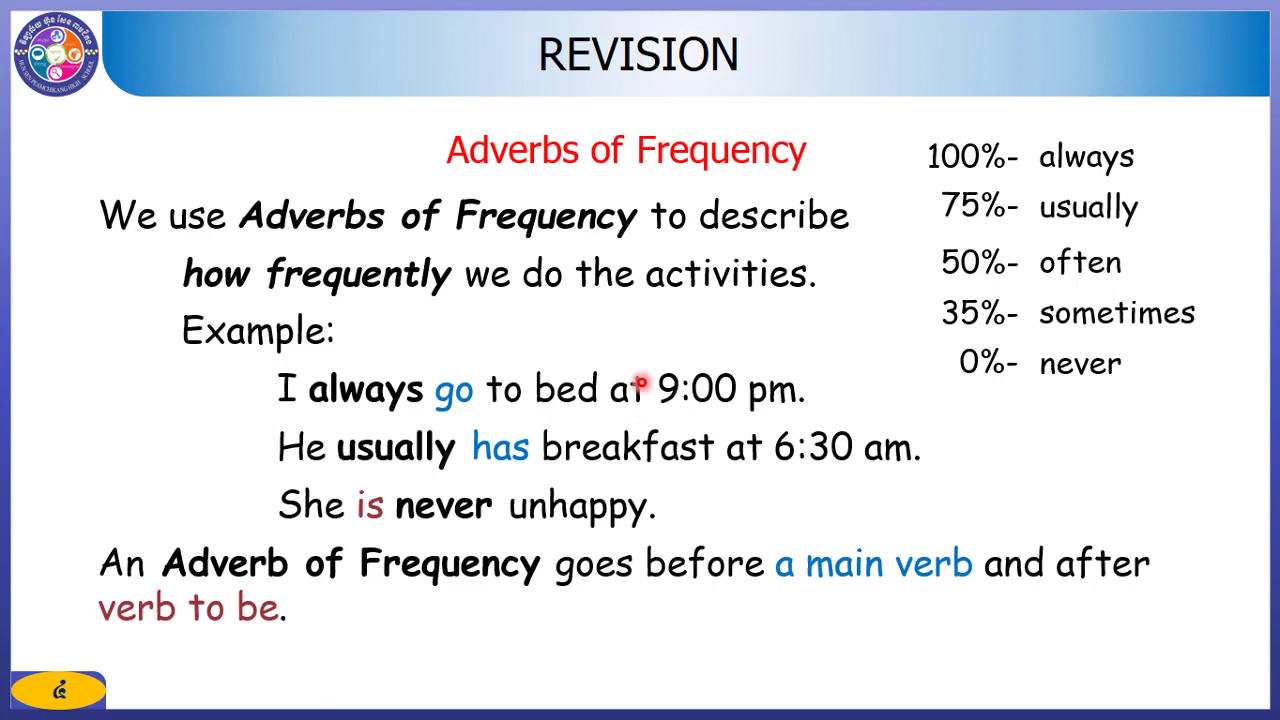 REVISION
Adverbs of Frequency
We use Adverbs of Frequency to describe
how frequently we do the activities.
Example:
I always go to bed at 9:00 pm.
He usually has breakfast at 6:30 am.
She is never unhappy.
An Adverb of Frequency goes before a main verb and after
verb to be.
100%- always
75%- usually
50%- often
35%- sometimes
0%- never
៤